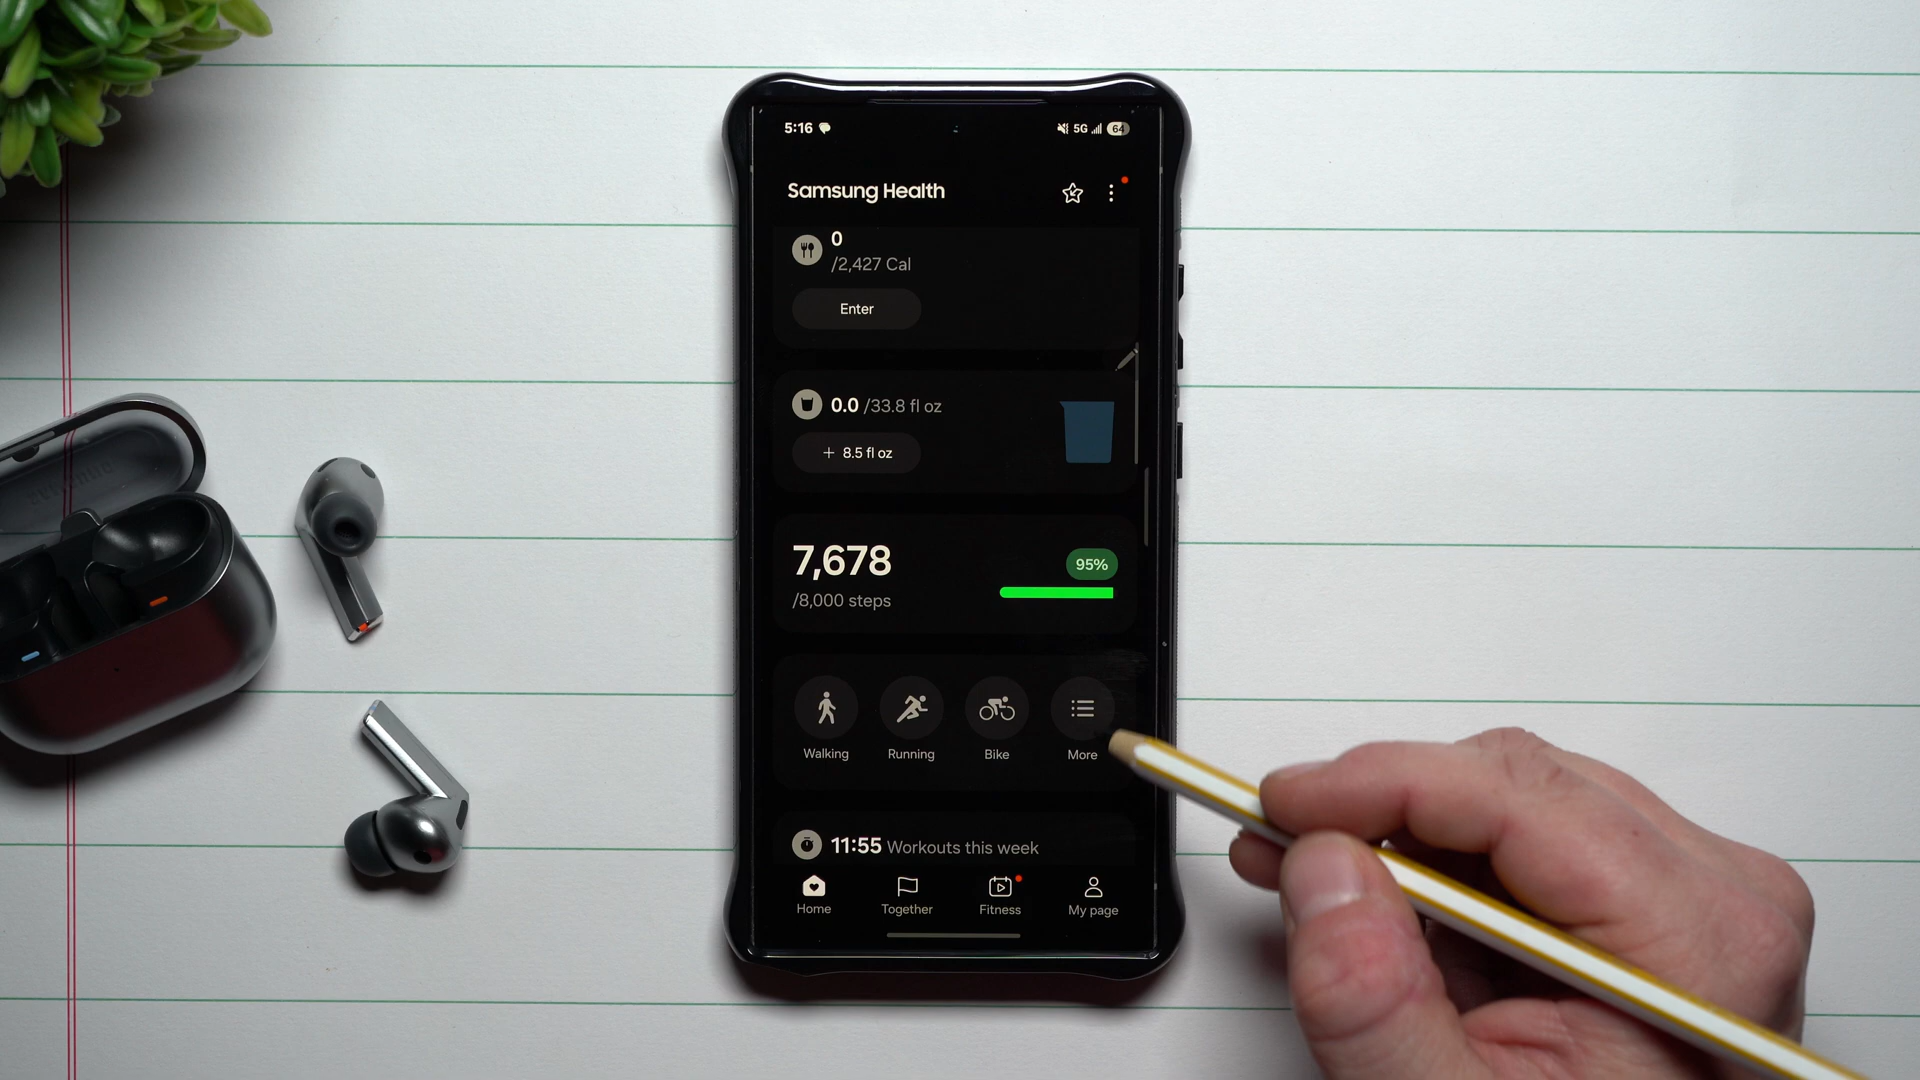 5:16
5G
64
Samsung Health
0
/2,427 Cal
Enter
0.0 /33.8 fl oz
+ 8.5 fl oz
7,678
95%
/8,000 steps
Walking
Running
Bike
More
11:55 Workouts this week
Home
Together
Fitness
My page
SAMSUNG